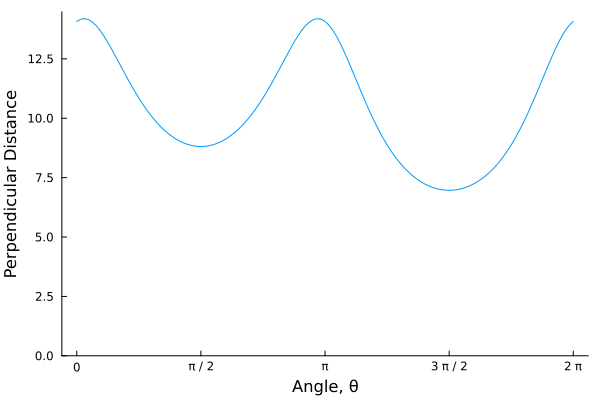 Perpendicular Distance
12.5
10.0
7.5
5.0
2.5
0.0
0 π / 2 π 3 π / 2 2 π
Angle, θ